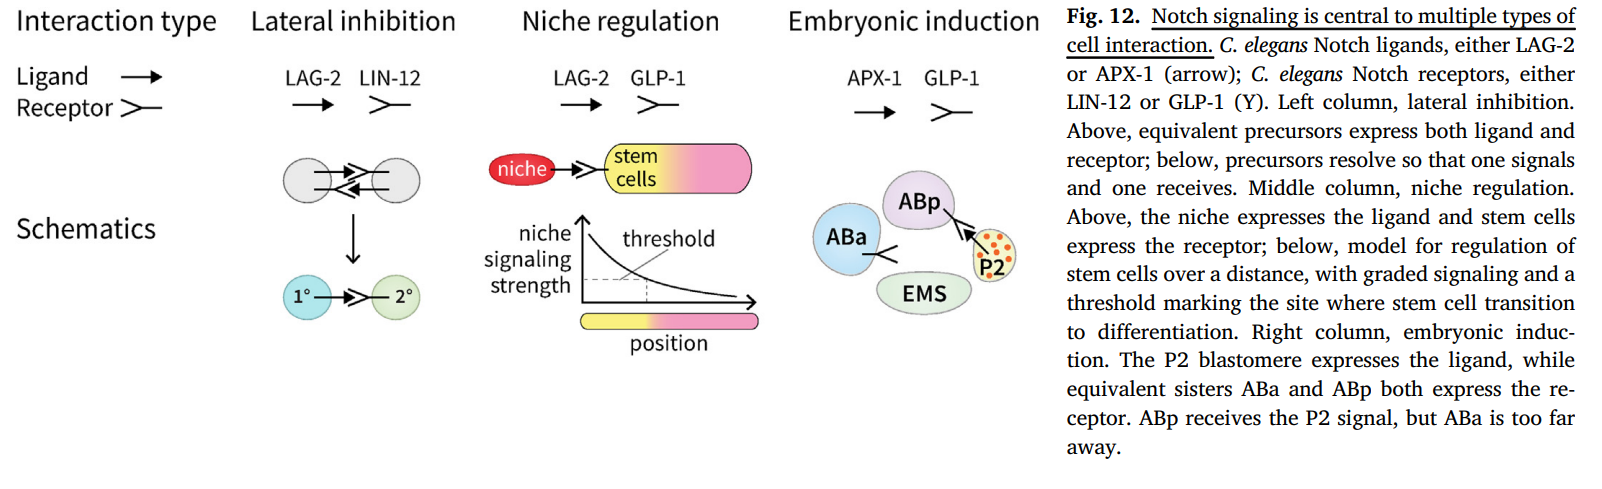 Interaction type
Lateral inhibition
Niche regulation
Embryonic induction
Ligand
Receptor
LAG-2 LIN-12
LAG-2 GLP-1
APX-1 GLP-1
Schematics
1°
2°
niche
stem
cells
niche
signaling
strength
threshold
position
ABp
ABa
P2
EMS
Fig. 12. Notch signaling is central to multiple types of
cell interaction. C. elegans Notch ligands, either LAG-2
or APX-1 (arrow); C. elegans Notch receptors, either
LIN-12 or GLP-1 (Y). Left column, lateral inhibition.
Above, equivalent precursors express both ligand and
receptor; below, precursors resolve so that one signals
and one receives. Middle column, niche regulation.
Above, the niche expresses the ligand and stem cells
express the receptor; below, model for regulation of
stem cells over a distance, with graded signaling and a
threshold marking the site where stem cell transition
to differentiation. Right column, embryonic induc-
tion. The P2 blastomere expresses the ligand, while
equivalent sisters ABa and ABp both express the re-
ceptor. ABp receives the P2 signal, but ABa is too far
away.